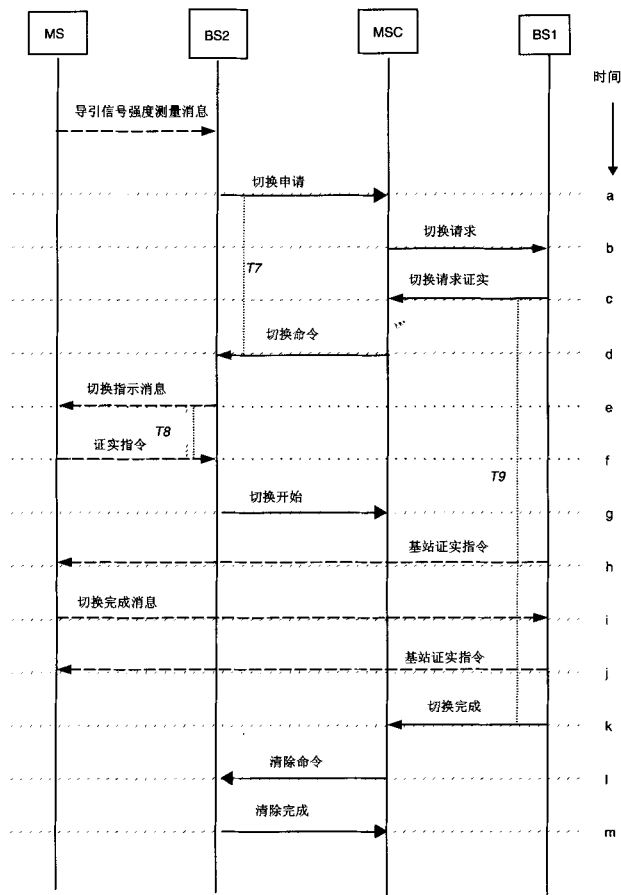 MS
BS2
MSC
BS1
时间
导引信号强度测量消息
切换申请
a
切换请求
b
T7
切换请求证实
c
切换命令
d
切换指示消息
e
T8
证实指令
f
T9
切换开始
g
基站证实指令
h
切换完成消息
i
基站证实指令
j
切换完成
k
清除命令
l
清除完成
m